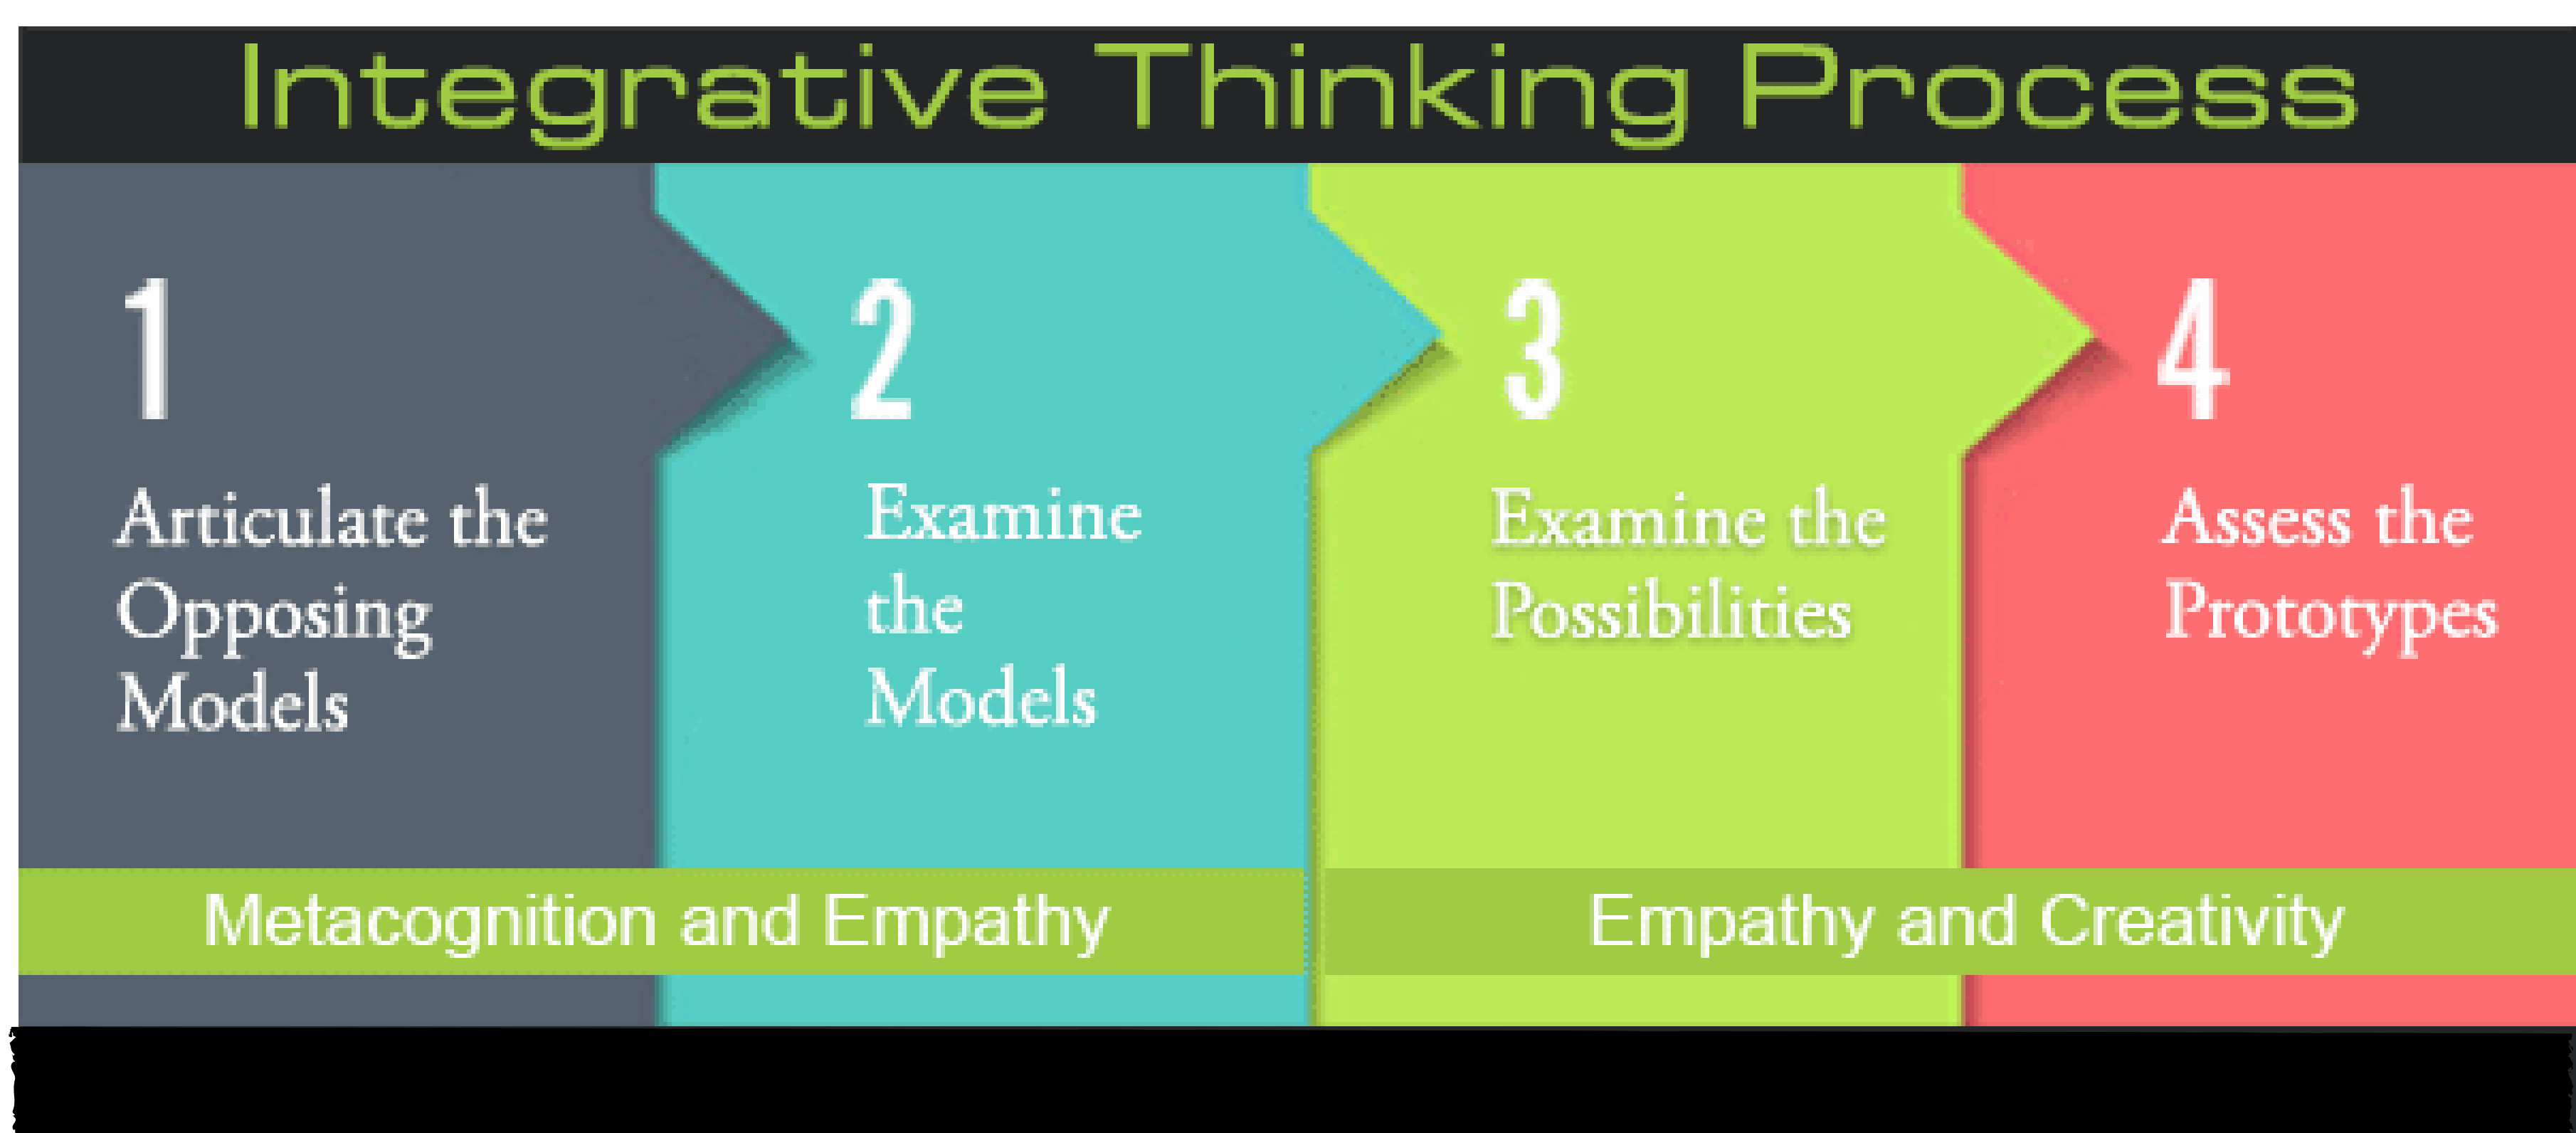 Integrative Thinking Process
1
Articulate the
Opposing
Models
2
Examine
the
Models
3
Examine the
Possibilities
4
Assess the
Prototypes
Metacognition and Empathy
Empathy and Creativity